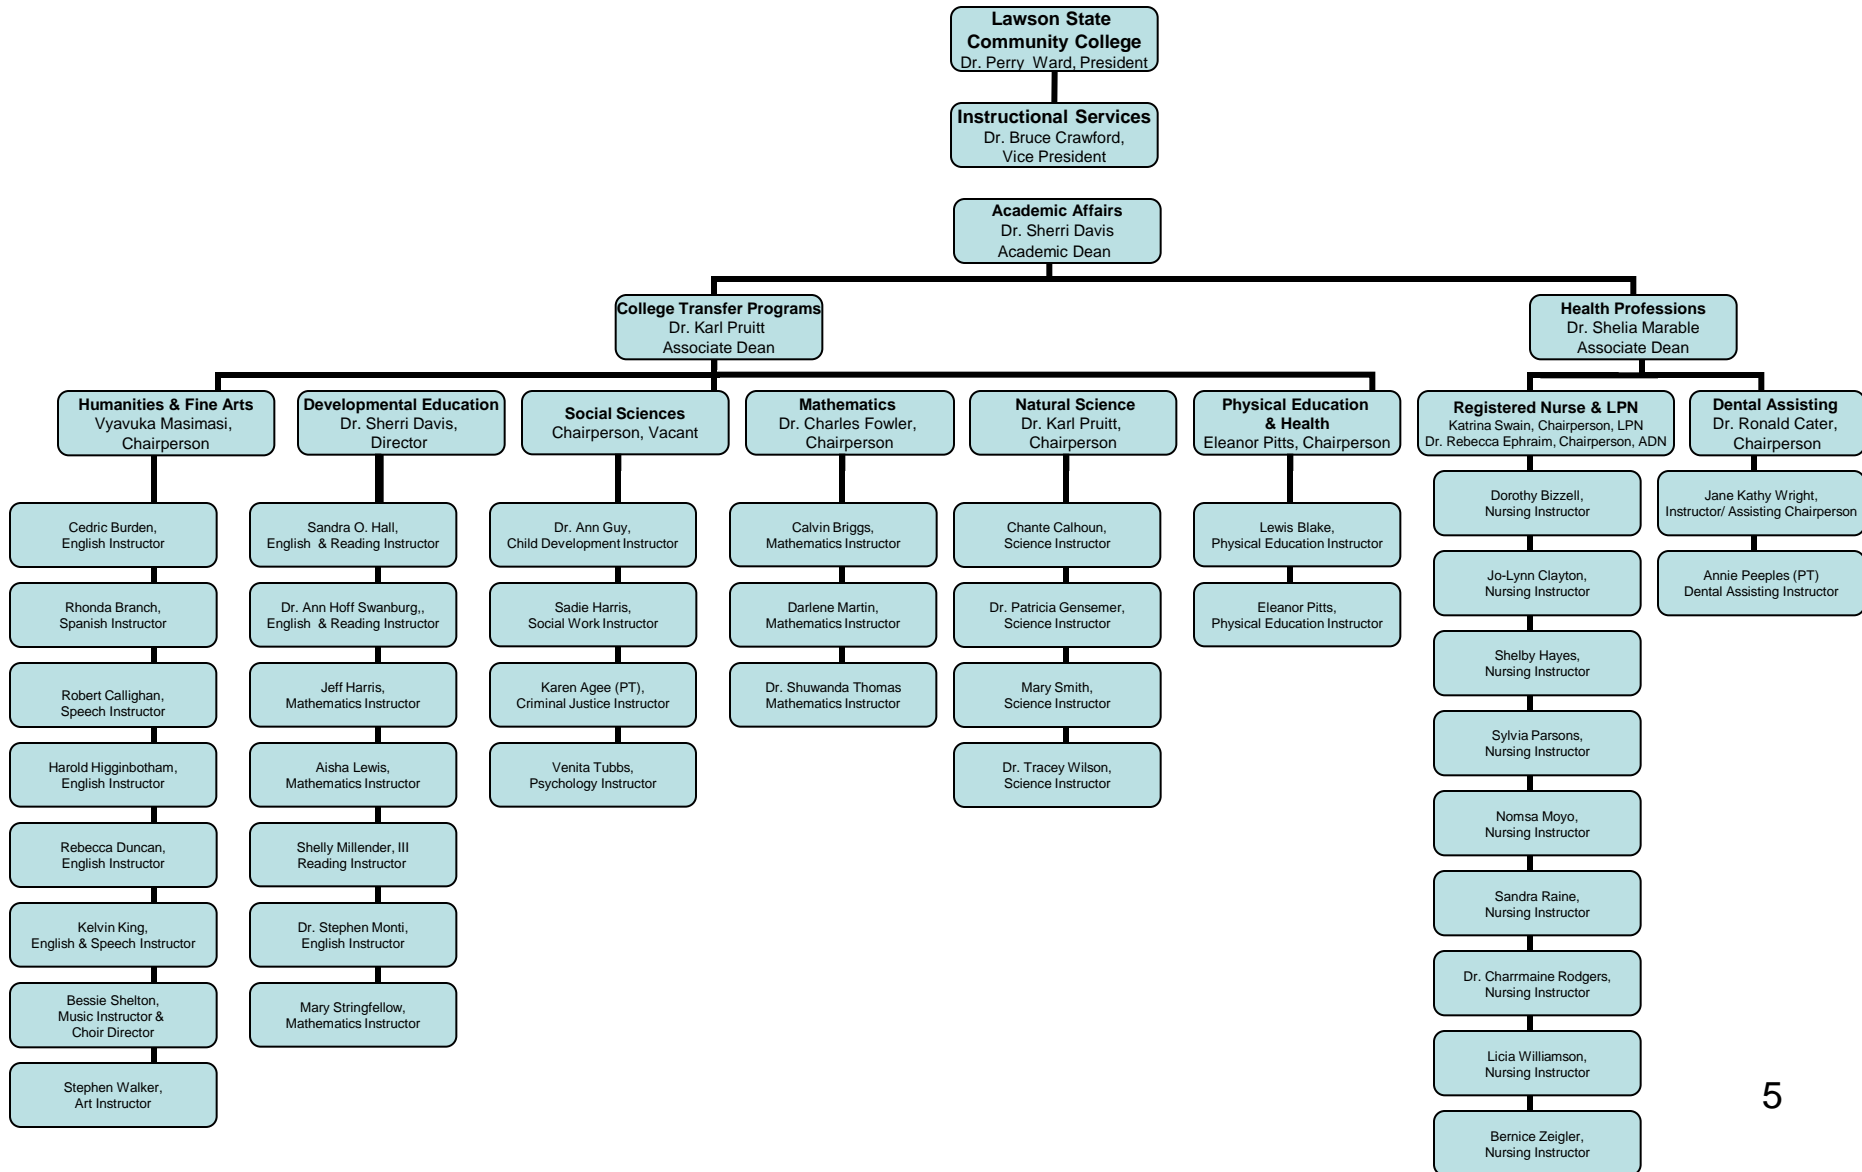 Lawson State
Community College
Dr. Perry Ward, President
Instructional Services
Dr. Bruce Crawford,
Vice President
Academic Affairs
Dr. Sherri Davis
Academic Dean
College Transfer Programs
Dr. Karl Pruitt
Associate Dean
Health Professions
Dr. Shelia Marable
Associate Dean
Humanities & Fine Arts
Vyavuka Masimasi,
Chairperson
Developmental Education
Dr. Sherri Davis,
Director
Social Sciences
Chairperson, Vacant
Mathematics
Dr. Charles Fowler,
Chairperson
Natural Science
Dr. Karl Pruitt,
Chairperson
Physical Education
& Health
Eleanor Pitts, Chairperson
Registered Nurse & LPN
Katrina Swain, Chairperson, LPN
Dr. Rebecca Ephraim, Chairperson, ADN
Dental Assisting
Dr. Ronald Cater,
Chairperson
Cedric Burden,
English Instructor
Rhonda Branch,
Spanish Instructor
Robert Callighan,
Speech Instructor
Harold Higginbotham,
English Instructor
Rebecca Duncan,
English Instructor
Kelvin King,
English & Speech Instructor
Bessie Shelton,
Music Instructor &
Choir Director
Stephen Walker,
Art Instructor
Sandra O. Hall,
English & Reading Instructor
Dr. Ann Hoff Swanburg,,
English & Reading Instructor
Jeff Harris,
Mathematics Instructor
Aisha Lewis,
Mathematics Instructor
Shelly Millender, III
Reading Instructor
Dr. Stephen Monti,
English Instructor
Mary Stringfellow,
Mathematics Instructor
Dr. Ann Guy,
Child Development Instructor
Sadie Harris,
Social Work Instructor
Karen Agee (PT),
Criminal Justice Instructor
Venita Tubbs,
Psychology Instructor
Calvin Briggs,
Mathematics Instructor
Darlene Martin,
Mathematics Instructor
Dr. Shuwanda Thomas
Mathematics Instructor
Chante Calhoun,
Science Instructor
Dr. Patricia Gensemer,
Science Instructor
Mary Smith,
Science Instructor
Dr. Tracey Wilson,
Science Instructor
Lewis Blake,
Physical Education Instructor
Eleanor Pitts,
Physical Education Instructor
Dorothy Bizzell,
Nursing Instructor
Jo-Lynn Clayton,
Nursing Instructor
Shelby Hayes,
Nursing Instructor
Sylvia Parsons,
Nursing Instructor
Nomsa Moyo,
Nursing Instructor
Sandra Raine,
Nursing Instructor
Dr. Charrmaine Rodgers,
Nursing Instructor
Licia Williamson,
Nursing Instructor
Bernice Zeigler,
Nursing Instructor
Jane Kathy Wright,
Instructor/ Assisting Chairperson
Annie Peeples (PT)
Dental Assisting Instructor
5